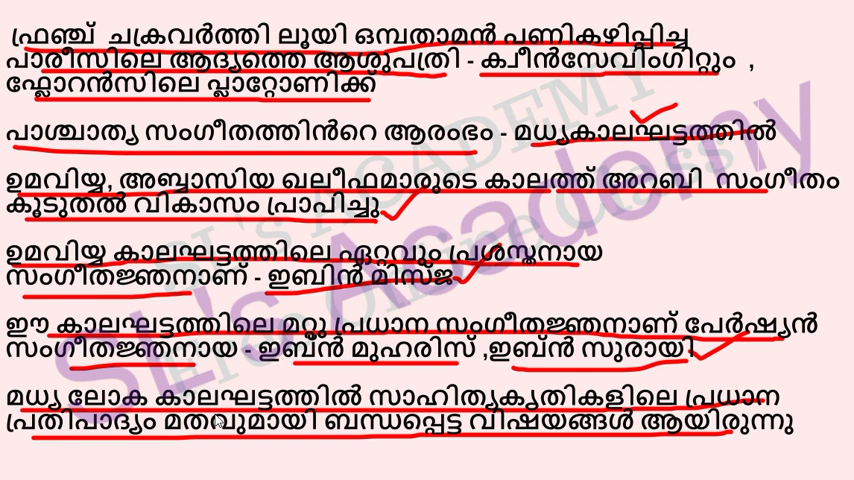 ഫ്രഞ്ച് ചക്രവർത്തി ലൂയി ഒമ്പതാമൻ പണികഴിപ്പിച്ച
പാരീസിലെ ആദ്യത്തെ ആശുപത്രി - ക്വീൻസേവിംഗിറ്റും ,
ഫ്ലോറൻസിലെ പ്ലാറ്റോണിക്ക്
പാശ്ചാത്യ സംഗീതത്തിൻറെ ആരംഭം - മധ്യകാലഘട്ടത്തിൽ
ഉമവിയ്യ, അബ്ബാസിയ ഖലീഫമാരുടെ കാലത്ത് അറബി സംഗീതം
കൂടുതൽ വികാസം പ്രാപിച്ചു
ഉമവിയ്യ കാലഘട്ടത്തിലെ ഏറ്റവും പ്രശസ്തനായ
സംഗീതജ്ഞനാണ് - ഇബിൻ മിസ്ജ
ഈ കാലഘട്ടത്തിലെ മറ്റു പ്രധാന സംഗീതജ്ഞനാണ് പേർഷ്യൻ
സംഗീതജ്ഞനായ - ഇബ്ൻ മുഹരിസ് ,ഇബ്ൻ സുരായി
മധ്യ ലോക കാലഘട്ടത്തിൽ സാഹിത്യകൃതികളിലെ പ്രധാന
പ്രതിപാദ്യം മതവുമായി ബന്ധപ്പെട്ട വിഷയങ്ങൾ ആയിരുന്നു
SL's Academy